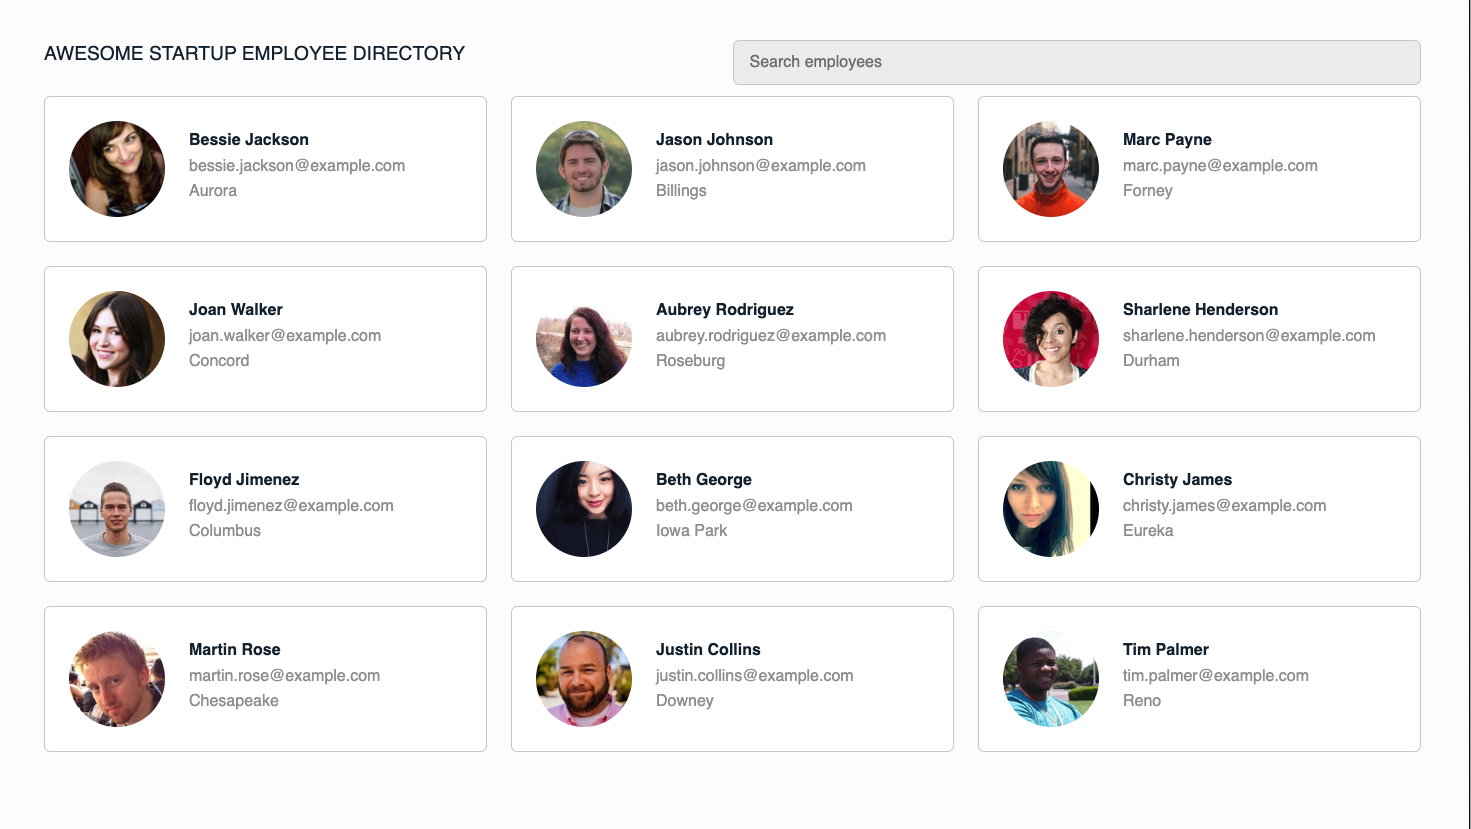 AWESOME STARTUP EMPLOYEE DIRECTORY
Search employees
Bessie Jackson
bessie.jackson@example.com
Aurora
Jason Johnson
jason.johnson@example.com
Billings
Marc Payne
marc.payne@example.com
Forney
Joan Walker
joan.walker@example.com
Concord
Aubrey Rodriguez
aubrey.rodriguez@example.com
Roseburg
Sharlene Henderson
sharlene.henderson@example.com
Durham
Floyd Jimenez
floyd.jimenez@example.com
Columbus
Beth George
beth.george@example.com
Iowa Park
Christy James
christy.james@example.com
Eureka
Martin Rose
martin.rose@example.com
Chesapeake
Justin Collins
justin.collins@example.com
Downey
Tim Palmer
tim.palmer@example.com
Reno